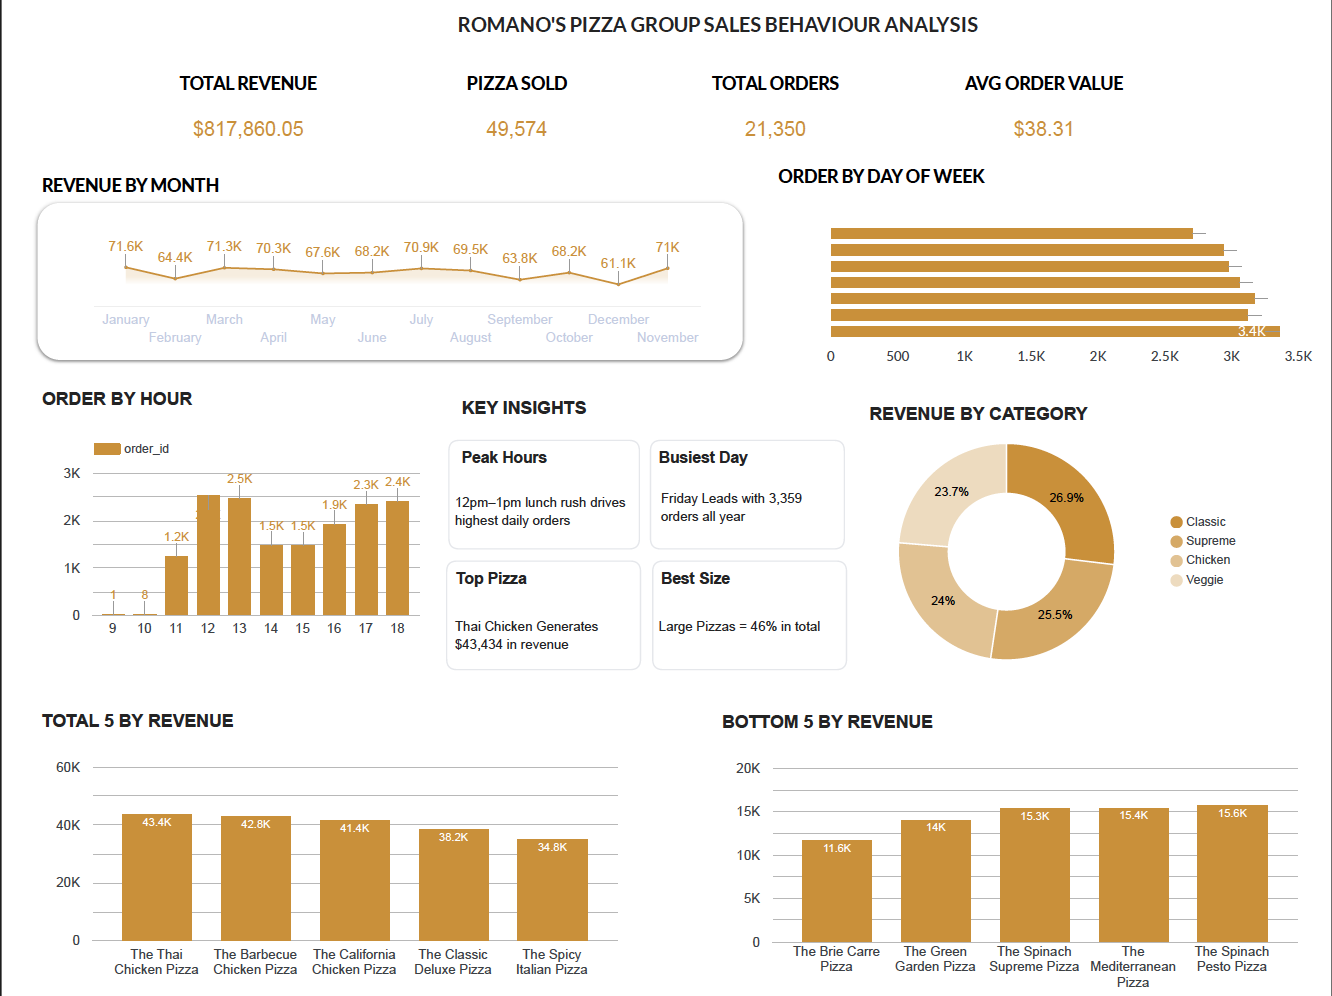 ROMANO'S PIZZA GROUP SALES BEHAVIOUR ANALYSIS
TOTAL REVENUE
PIZZA SOLD
TOTAL ORDERS
AVG ORDER VALUE
$817,860.05
49,574
21,350
$38.31
REVENUE BY MONTH
71.6K
64.4K
71.3K
70.3K
67.6K
68.2K
70.9K
69.5K
63.8K
68.2K
61.1K
71K
January
February
March
April
May
June
July
August
September
October
December
November
ORDER BY DAY OF WEEK
3.4K
0 500 1K 1.5K 2K 2.5K 3K 3.5K
ORDER BY HOUR
order_id
3K
2K
1K
0
1
8
1.2K
2.5K
1.5K
1.5K
1.9K
2.3K
2.4K
9 10 11 12 13 14 15 16 17 18
KEY INSIGHTS
Peak Hours
12pm–1pm lunch rush drives
highest daily orders
Busiest Day
Friday Leads with 3,359
orders all year
Top Pizza
Thai Chicken Generates
$43,434 in revenue
Best Size
Large Pizzas = 46% in total
REVENUE BY CATEGORY
23.7%
26.9%
24%
25.5%
Classic
Supreme
Chicken
Veggie
TOTAL 5 BY REVENUE
60K
40K
20K
0
43.4K
42.8K
41.4K
38.2K
34.8K
The Thai
Chicken Pizza
The Barbecue
Chicken Pizza
The California
Chicken Pizza
The Classic
Deluxe Pizza
The Spicy
Italian Pizza
BOTTOM 5 BY REVENUE
20K
15K
10K
5K
0
11.6K
14K
15.3K
15.4K
15.6K
The Brie Carre
Pizza
The Green
Garden Pizza
The Spinach
Supreme Pizza
The
Mediterranean
Pizza
The Spinach
Pesto Pizza